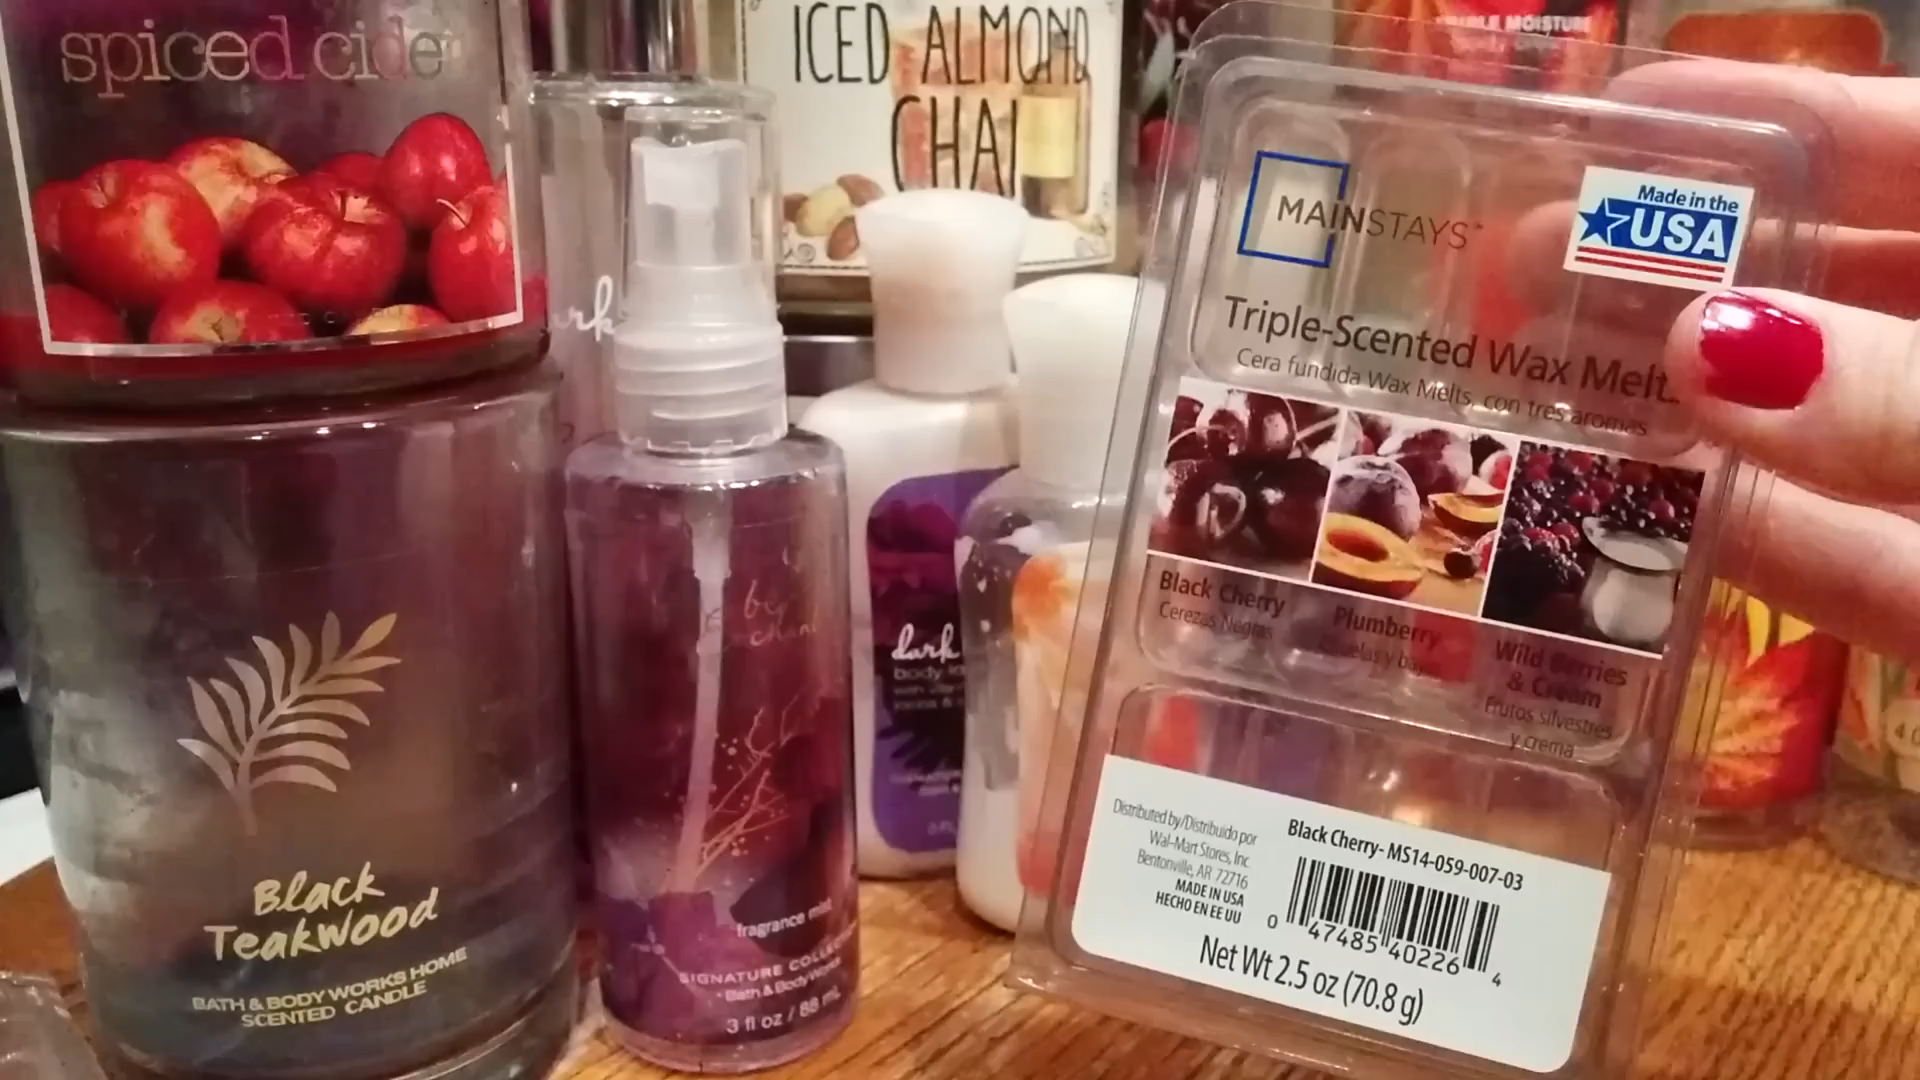 spiced cide
Black
Teakwood
BATH & BODY WORKS HOME
SCENTED CANDLE
be
fragrance mist
SIGNATURE COLLECTION
Bath & Body Works
3 fl oz / 88 mL
ICED ALMOND
CHAI
dark
body
MAINSTAYS
Made in the
USA
Triple-Scented Wax Melt
Cera fundida Wax Melts, con tres aromas
Black Cherry
Cerezas Negras
Plumberry
Wild Berries
& Cream
Frutos silvestres
y crema
Distributed by/Distribuido por
Wal-Mart Stores, Inc
Bentonville, AR 72716
MADE IN USA
HECHO EN EE UU
Black Cherry- MS14-059-007-03
0 47485 40226 4
Net Wt 2.5 oz (70.8 g)